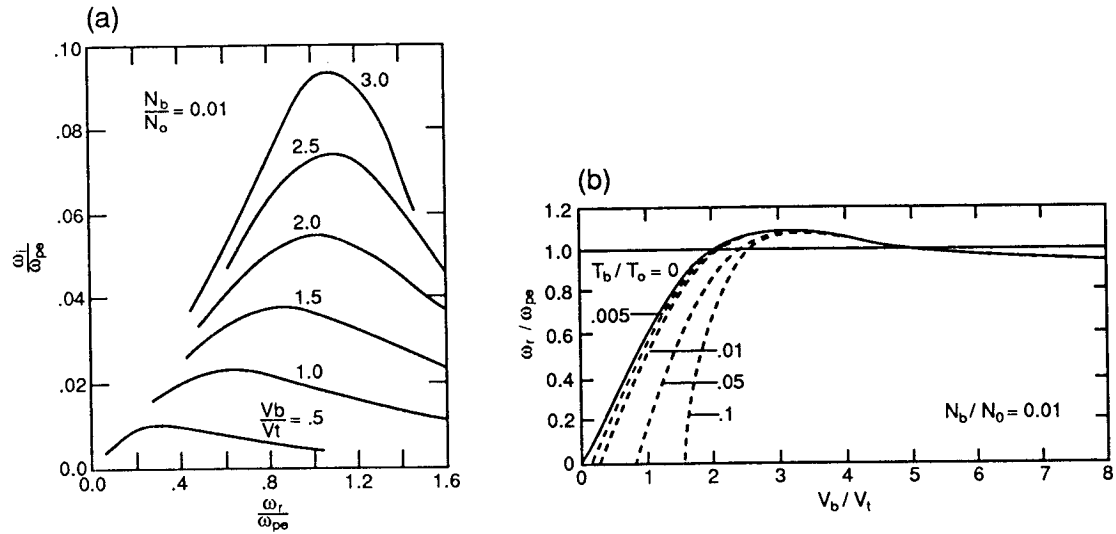 (a)
.10
.08
.06
.04
.02
0.0
ω_i
ω_pe
N_b
N_o
= 0.01
3.0
2.5
2.0
1.5
1.0
Vb
Vt
= .5
0.0
.4
.8
1.2
1.6
ω_r
ω_pe
(b)
1.2
1.0
0.8
0.6
0.4
0.2
0
ω_r / ω_pe
T_b / T_o = 0
.005
.01
.05
.1
N_b / N_0 = 0.01
0
1
2
3
4
5
6
7
8
V_b / V_t